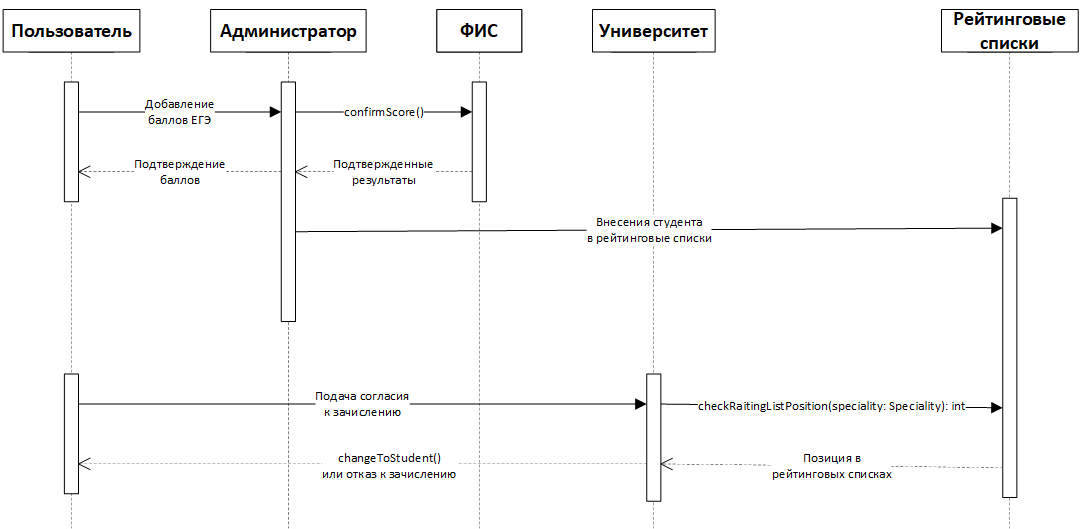 Пользователь
Администратор
ФИС
Университет
Рейтинговые
списки
Добавление
баллов ЕГЭ
confirmScore()
Подтверждение
баллов
Подтвержденные
результаты
Внесения студента
в рейтинговые списки
Подача согласия
к зачислению
checkRaitingListPosition(speciality: Speciality): int
changeToStudent()
или отказ к зачислению
Позиция в
рейтинговых списках